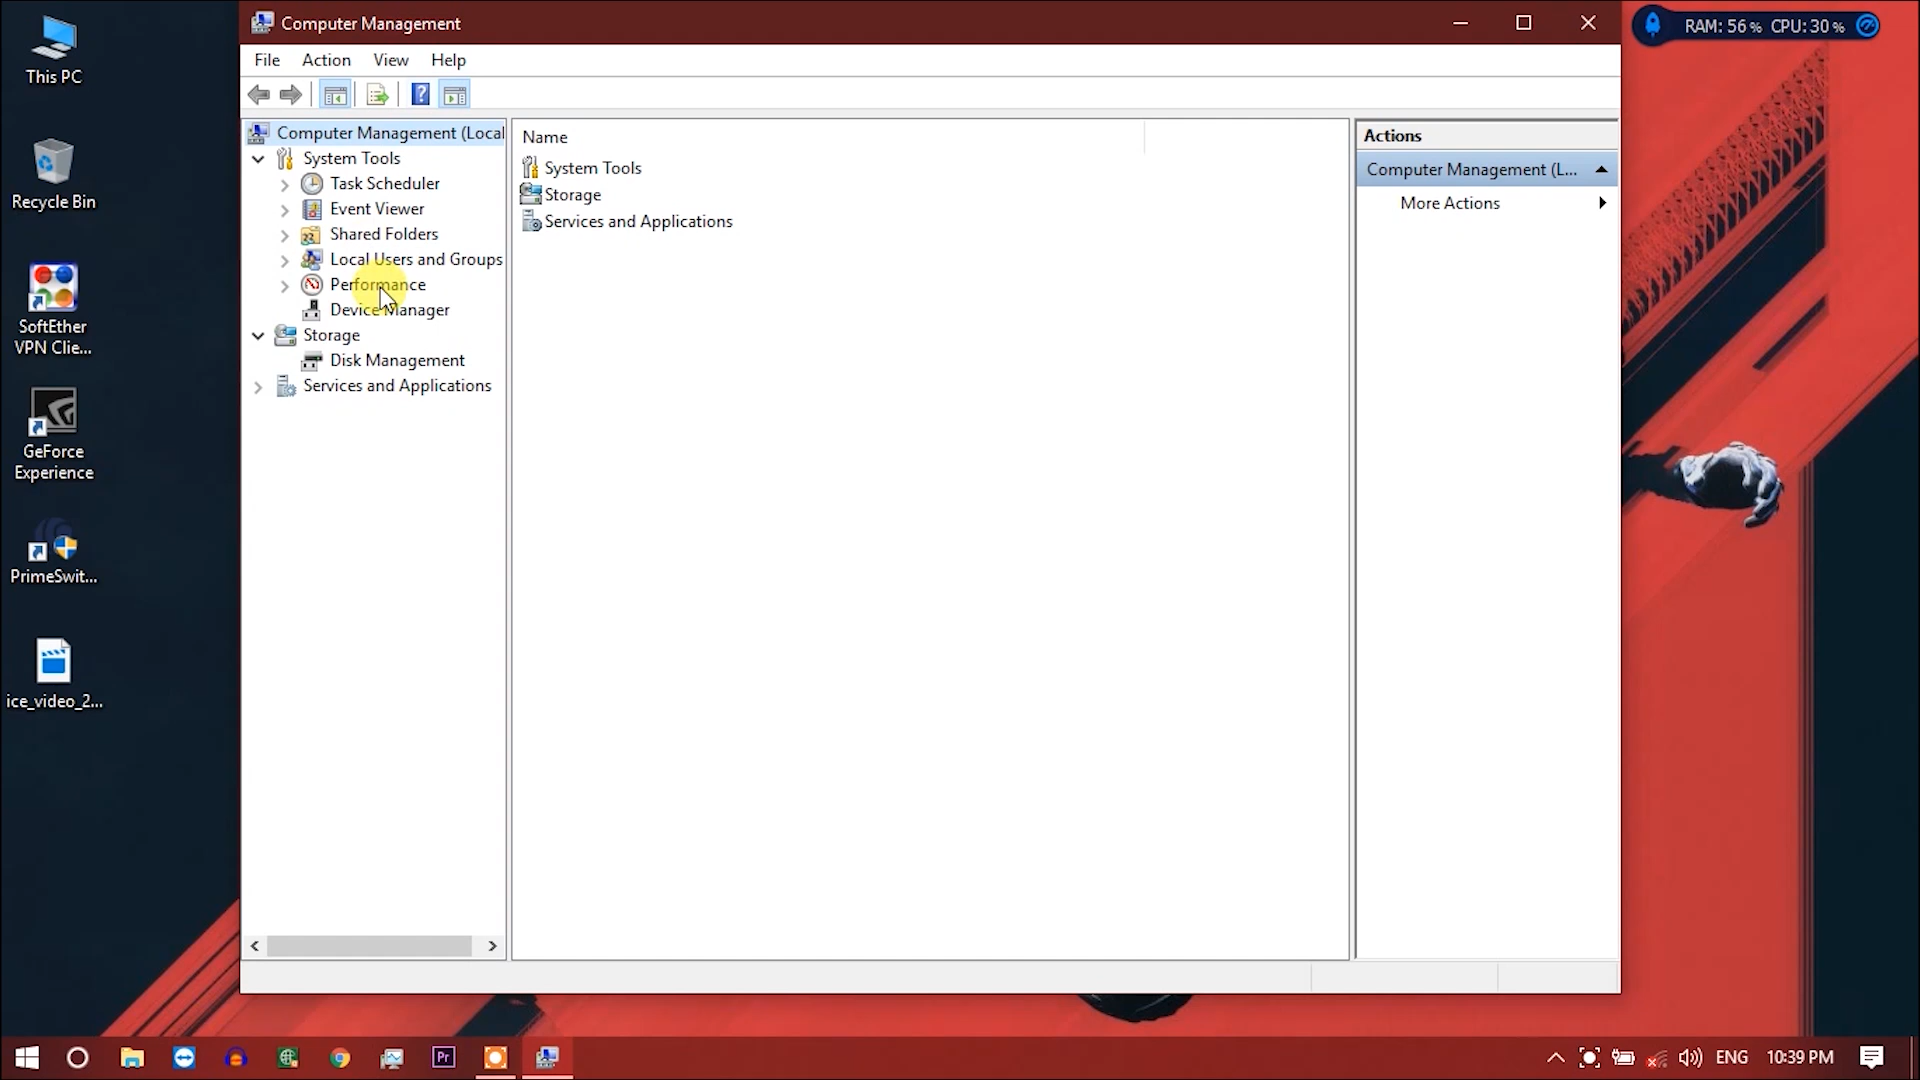 This PC
Recycle Bin
SoftEther
VPN Clie...
GeForce
Experience
PrimeSwit...
ice_video_2...
Computer Management
File Action View Help
Computer Management (Local
System Tools
Task Scheduler
Event Viewer
Shared Folders
Local Users and Groups
Performance
Device Manager
Storage
Disk Management
Services and Applications
Name
System Tools
Storage
Services and Applications
Actions
Computer Management (L...
More Actions
RAM: 56 % CPU: 30 %
Pr
ENG 10:39 PM